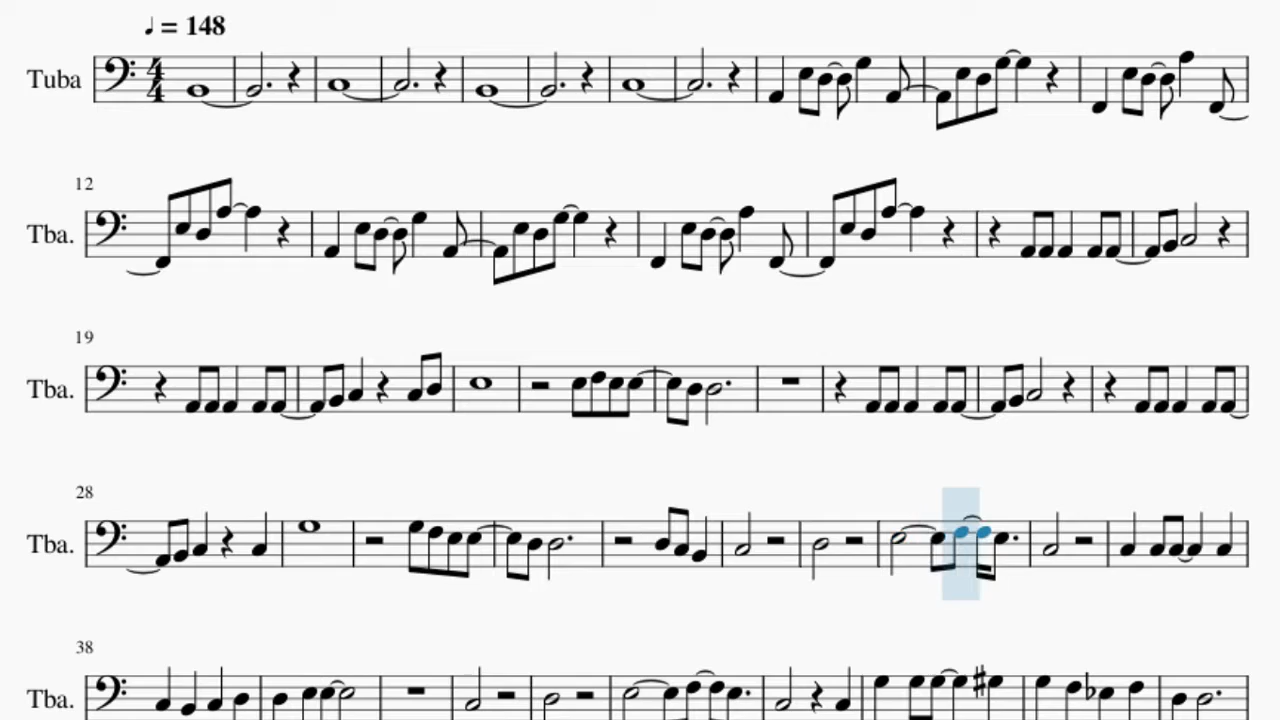 ♩ = 148
Tuba 4/4
12
Tba.
19
Tba.
28
Tba.
38
Tba.